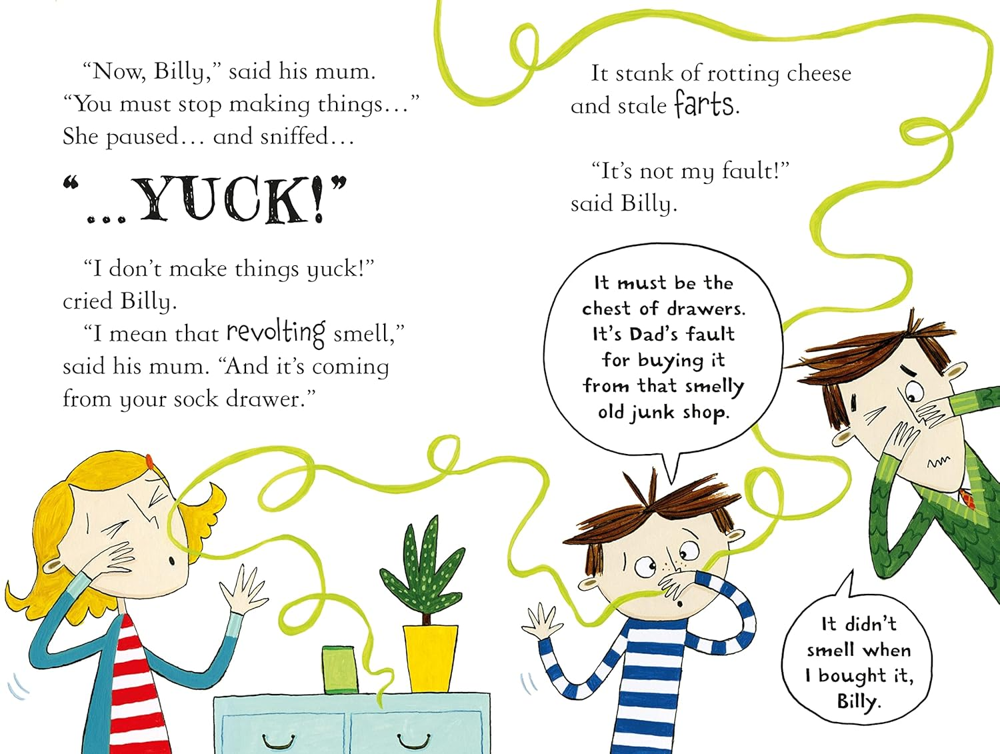 “Now, Billy,” said his mum.
“You must stop making things…”
She paused… and sniffed…
“…YUCK!”
“I don’t make things yuck!”
cried Billy.
“I mean that revolting smell,”
said his mum. “And it’s coming
from your sock drawer.”
It stank of rotting cheese
and stale farts.
“It’s not my fault!”
said Billy.
It must be the
chest of drawers.
It’s Dad’s fault
for buying it
from that smelly
old junk shop.
It didn’t
smell when
I bought it,
Billy.